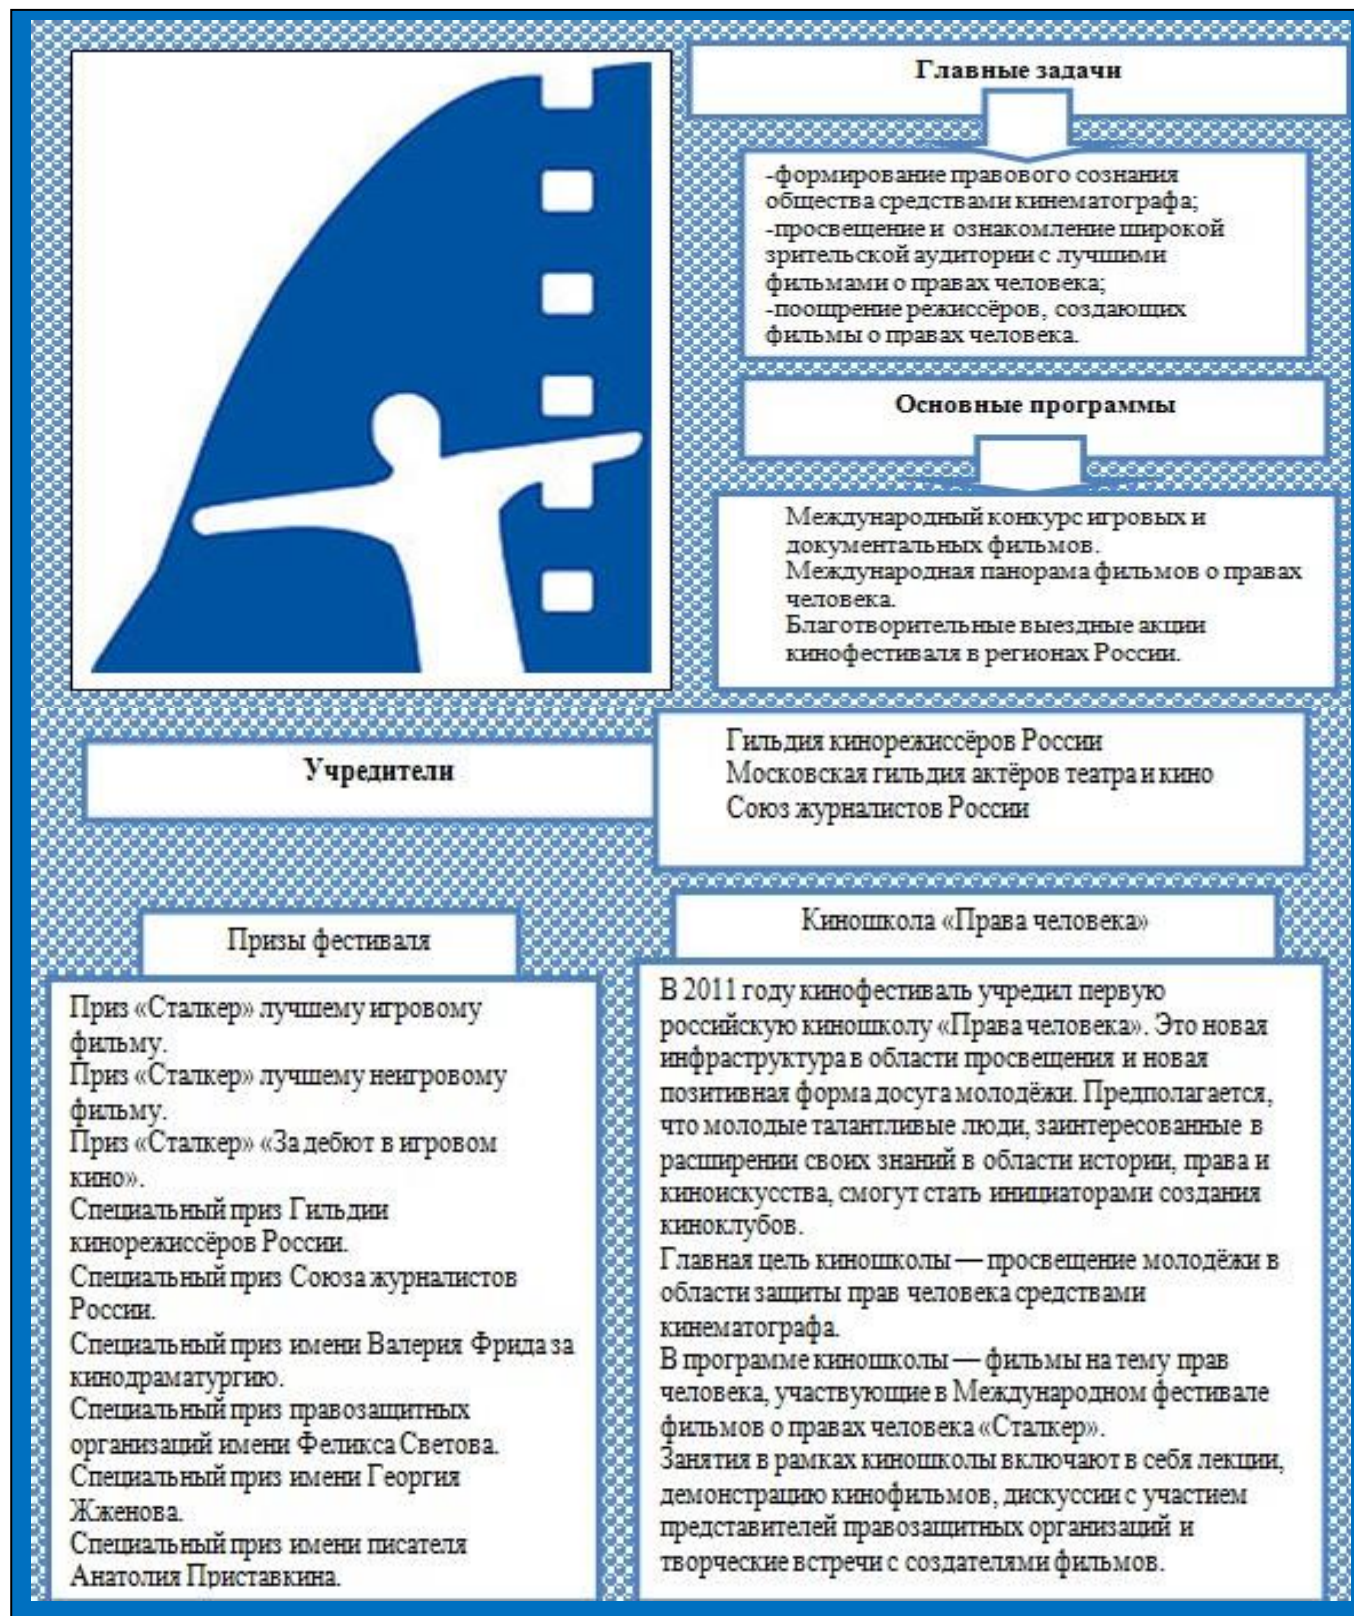 Главные задачи
-формирование правового сознания
общества средствами кинематографа;
-просвещение и ознакомление широкой
зрительской аудитории с лучшими
фильмами о правах человека;
-поощрение режиссёров, создающих
фильмы о правах человека.
Основные программы
Международный конкурс игровых и
документальных фильмов.
Международная панорама фильмов о правах
человека.
Благотворительные выездные акции
кинофестиваля в регионах России.
Учредители
Гильдия кинорежиссёров России
Московская гильдия актёров театра и кино
Союз журналистов России
Призы фестиваля
Приз «Сталкер» лучшему игровому
фильму.
Приз «Сталкер» лучшему неигровому
фильму.
Приз «Сталкер» «За дебют в игровом
кино».
Специальный приз Гильдии
кинорежиссёров России.
Специальный приз Союза журналистов
России.
Специальный приз имени Валерия Фрида за
кинодраматургию.
Специальный приз правозащитных
организаций имени Феликса Светова.
Специальный приз имени Георгия
Жженова.
Специальный приз имени писателя
Анатолия Приставкина.
Киношкола «Права человека»
В 2011 году кинофестиваль учредил первую
российскую киношколу «Права человека». Это новая
инфраструктура в области просвещения и новая
позитивная форма досуга молодёжи. Предполагается,
что молодые талантливые люди, заинтересованные в
расширении своих знаний в области истории, права и
киноискусства, смогут стать инициаторами создания
киноклубов.
Главная цель киношколы — просвещение молодёжи в
области защиты прав человека средствами
кинематографа.
В программе киношколы — фильмы на тему прав
человека, участвующие в Международном фестивале
фильмов о правах человека «Сталкер».
Занятия в рамках киношколы включают в себя лекции,
демонстрацию кинофильмов, дискуссии с участием
представителей правозащитных организаций и
творческие встречи с создателями фильмов.